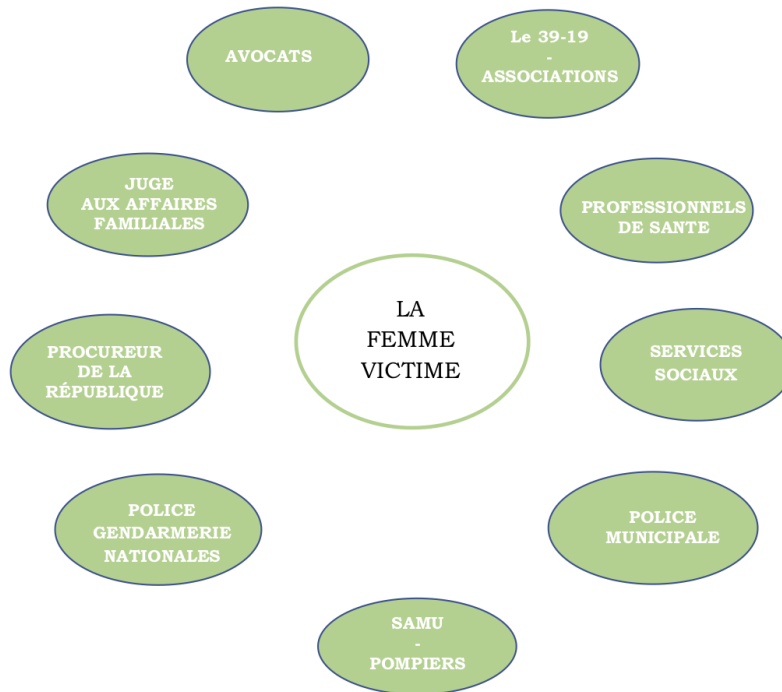 AVOCATS
Le 39-19
-
ASSOCIATIONS
JUGE
AUX AFFAIRES
FAMILIALES
PROFESSIONNELS
DE SANTE
LA
FEMME
VICTIME
PROCUREUR
DE LA
RÉPUBLIQUE
SERVICES
SOCIAUX
POLICE
GENDARMERIE
NATIONALES
POLICE
MUNICIPALE
SAMU
-
POMPIERS